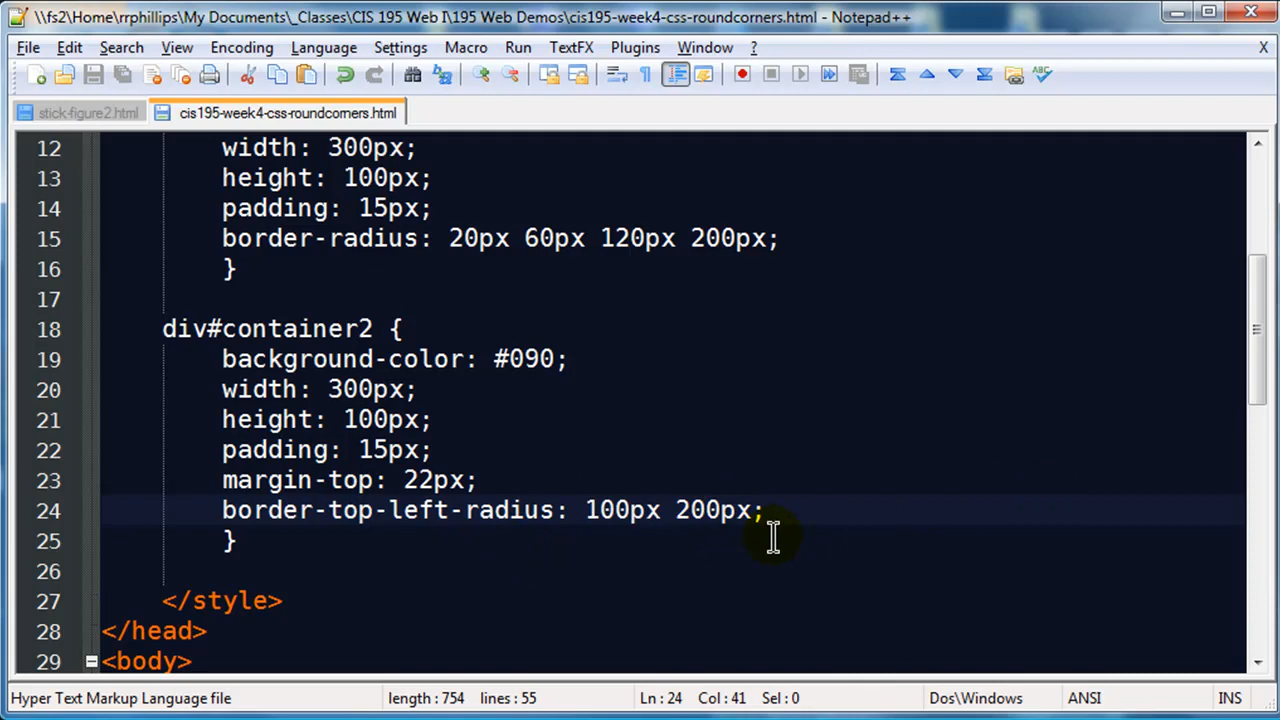 \\fs2\Home\rrphillips\My Documents\_Classes\CIS 195 Web I\195 Web Demos\cis195-week4-css-roundcorners.html - Notepad++
File Edit Search View Encoding Language Settings Macro Run TextFX Plugins Window ? X
stick-figure2.html cis195-week4-css-roundcorners.html
12 width: 300px;
13 height: 100px;
14 padding: 15px;
15 border-radius: 20px 60px 120px 200px;
16 }
17
18 div#container2 {
19 background-color: #090;
20 width: 300px;
21 height: 100px;
22 padding: 15px;
23 margin-top: 22px;
24 border-top-left-radius: 100px 200px;
25 }
26
27 </style>
28 </head>
29 <body>
Hyper Text Markup Language file length : 754 lines : 55 Ln : 24 Col : 41 Sel : 0 Dos\Windows ANSI INS